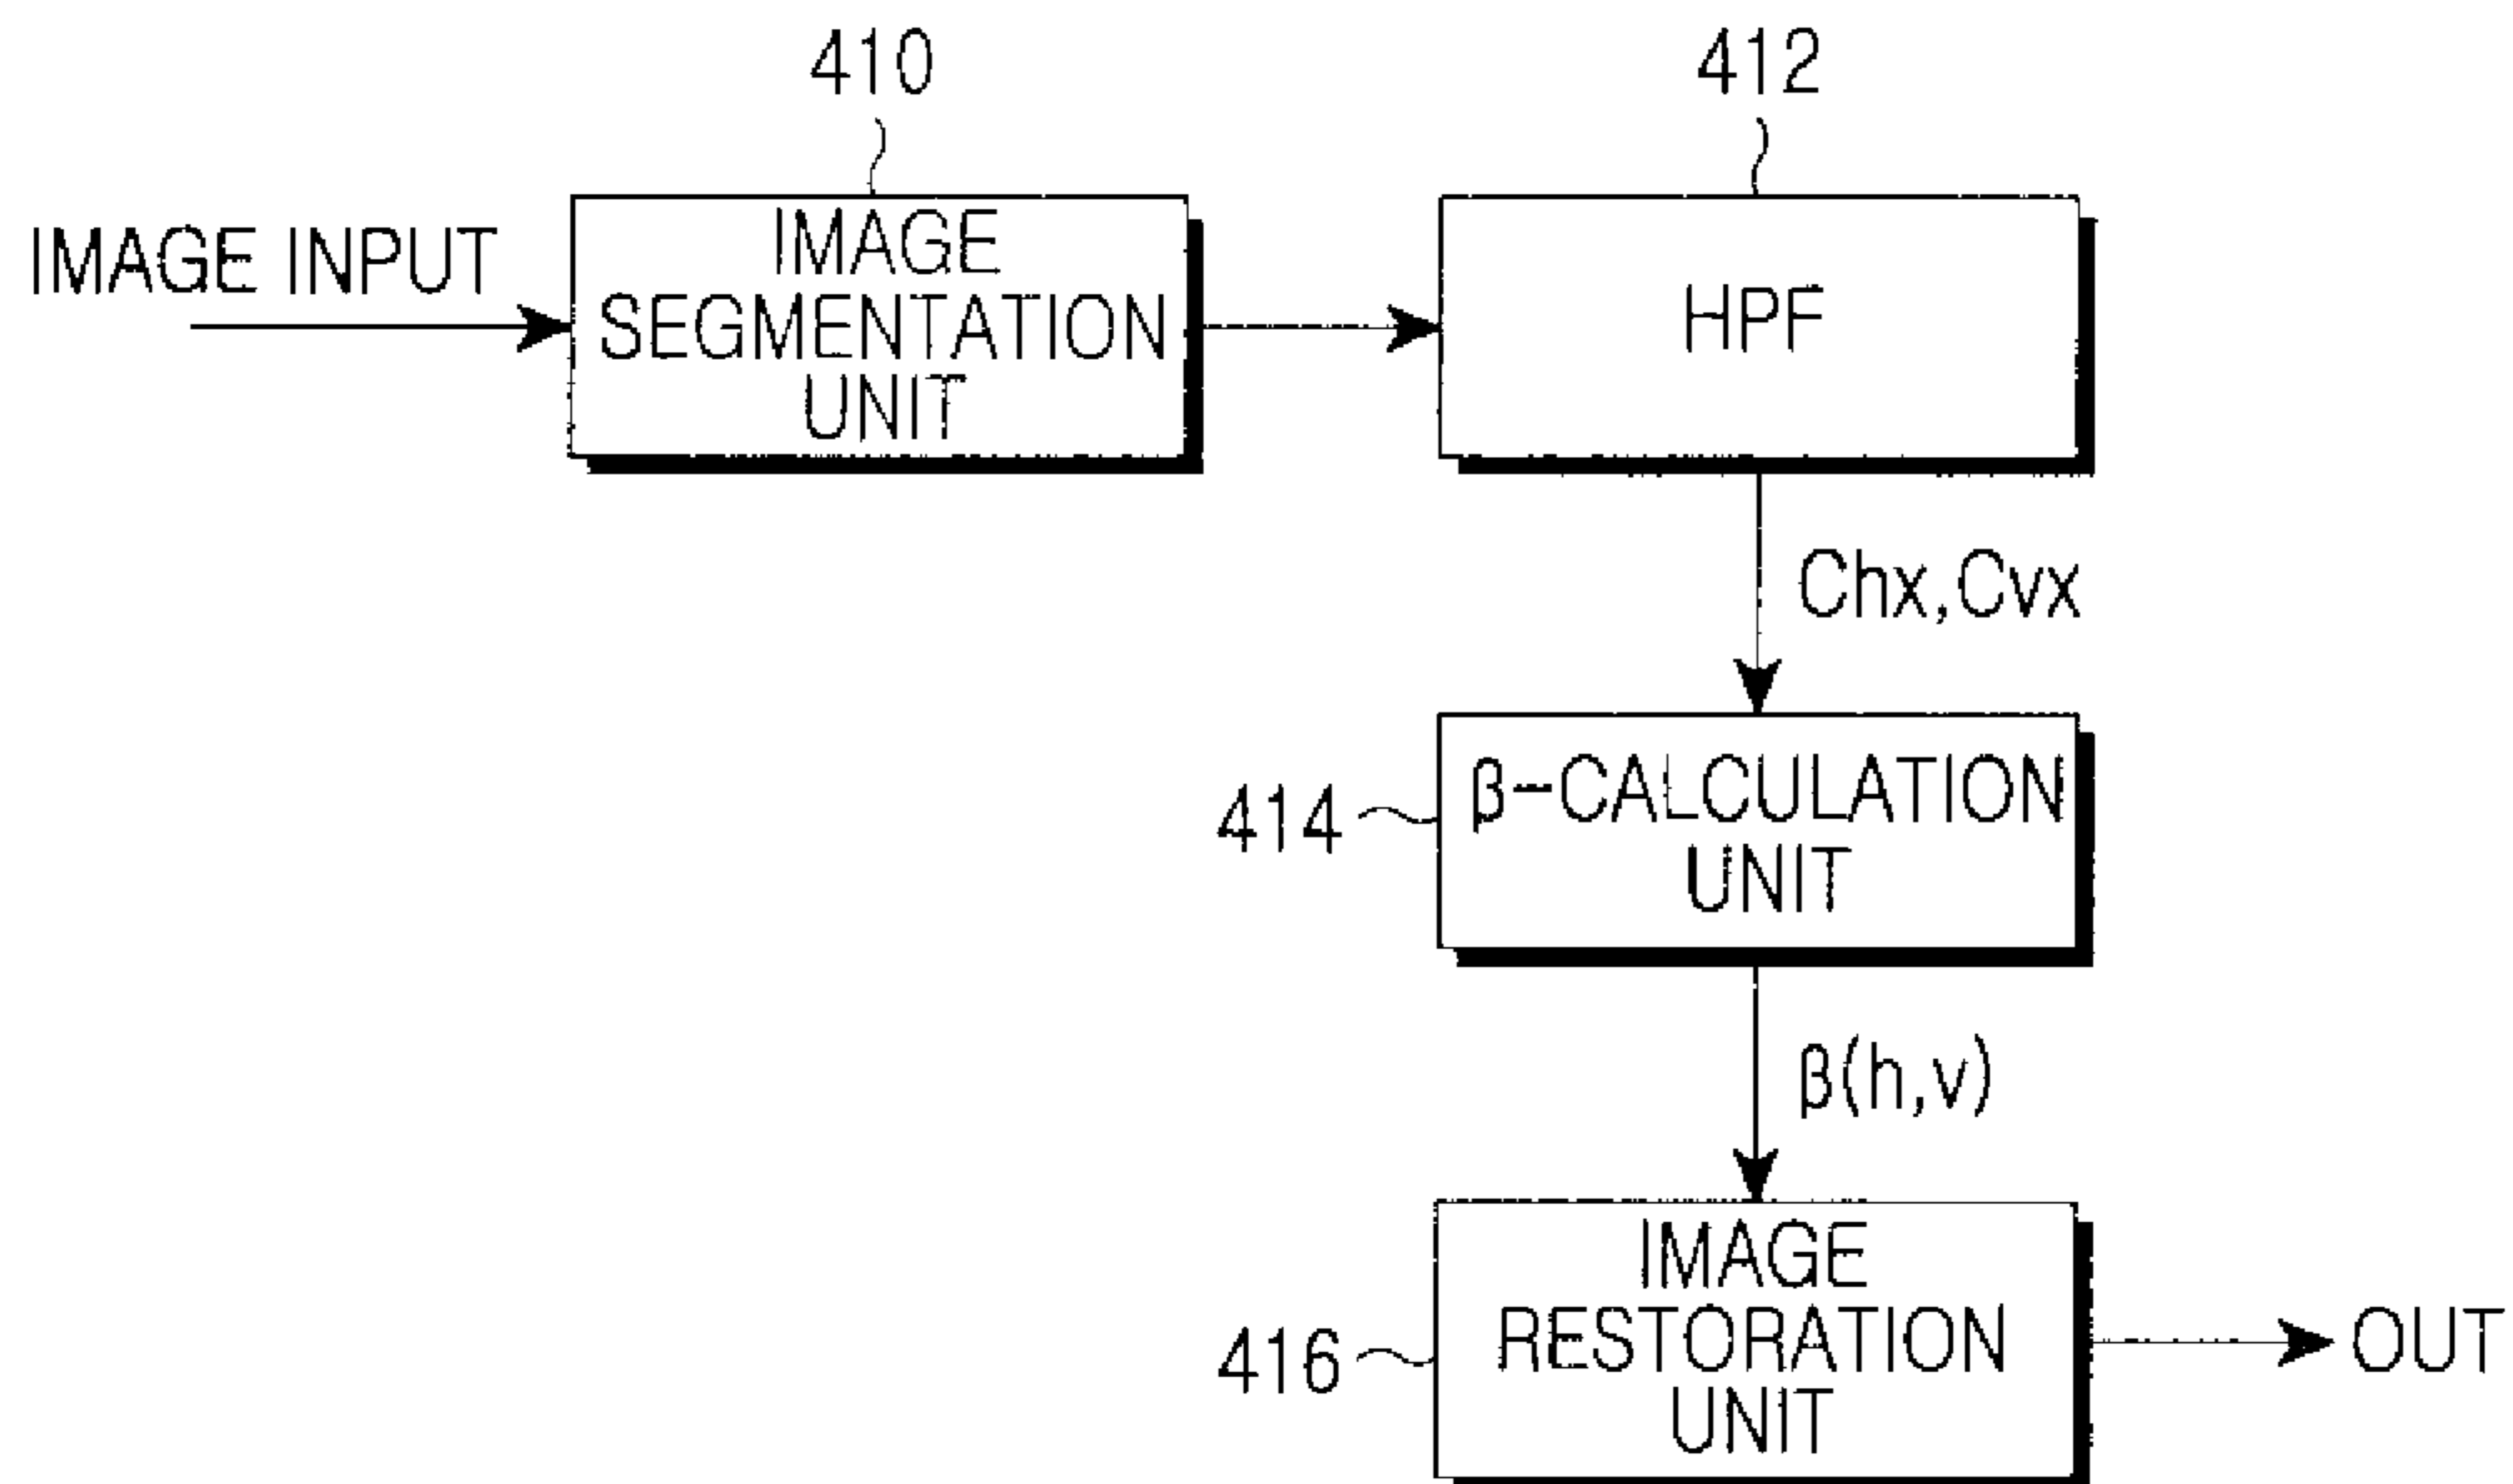 410
412
IMAGE INPUT
IMAGE
SEGMENTATION
UNIT
HPF
Chx,Cvx
414
β-CALCULATION
UNIT
β(h,v)
416
IMAGE
RESTORATION
UNIT
OUT